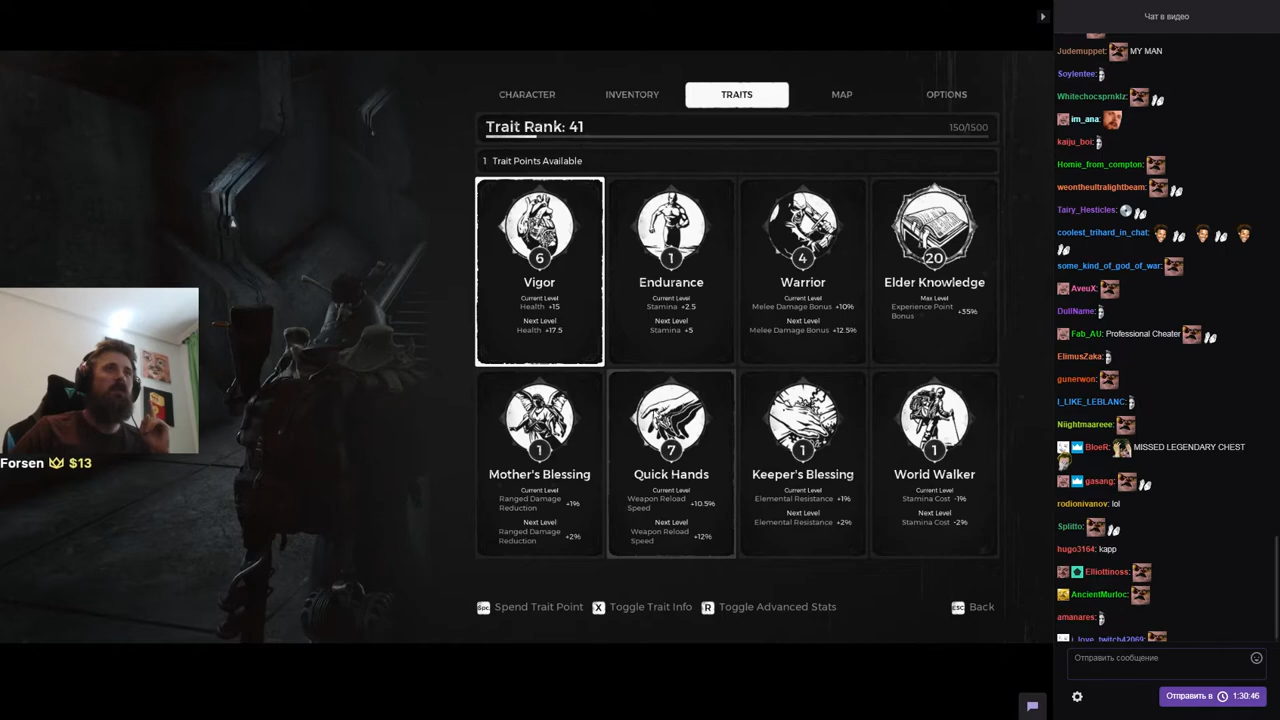 CHARACTER INVENTORY TRAITS MAP OPTIONS
Trait Rank: 41 150/1500
1 Trait Points Available
6 1 4 20
Vigor Endurance Warrior Elder Knowledge
Current Level
Health +15
Next Level
Health +17.5
Current Level
Stamina +2.5
Next Level
Stamina +5
Current Level
Melee Damage Bonus +10%
Next Level
Melee Damage Bonus +12.5%
Max Level
Experience Point Bonus +35%
1 7 1 1
Mother's Blessing Quick Hands Keeper's Blessing World Walker
Current Level
Ranged Damage Reduction +1%
Next Level
Ranged Damage Reduction +2%
Current Level
Weapon Reload Speed +10.5%
Next Level
Weapon Reload Speed +12%
Current Level
Elemental Resistance +1%
Next Level
Elemental Resistance +2%
Current Level
Stamina Cost -1%
Next Level
Stamina Cost -2%
Spc. Spend Trait Point X Toggle Trait Info R Toggle Advanced Stats ESC Back
Forsen $13
Чат в видео
Judemuppet: MY MAN
Soylentee:
Whitechocsprnklz:
im_ana:
kaiju_boi:
Homie_from_compton:
weontheultralightbeam:
Tairy_Hesticles:
coolest_trihard_in_chat:
some_kind_of_god_of_war:
AveuX:
DullName:
Fab_AU: Professional Cheater
ElimusZaka:
gunerwon:
I_LIKE_LEBLANC:
Niightmaareee:
BloeR: MISSED LEGENDARY CHEST
gasang:
rodionivanov: lol
Splitto:
hugo3164: kapp
Elliottinoss:
AncientMurloc:
amanares:
i_love_twitch42069:
Отправить сообщение
Отправить в 1:30:46